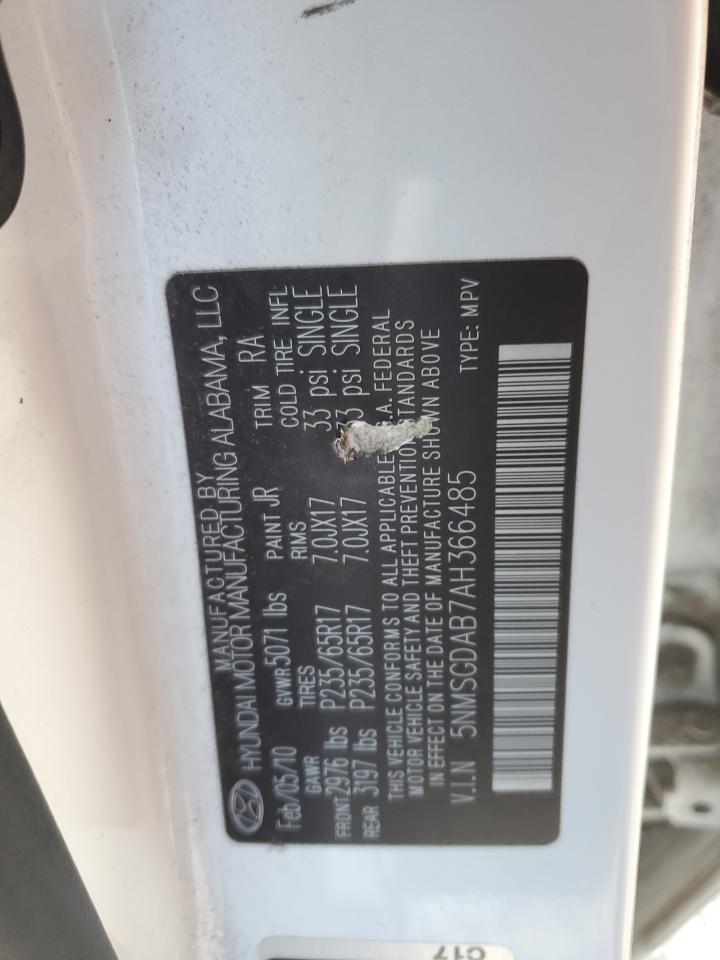 MANUFACTURED BY
HYUNDAI MOTOR MANUFACTURING ALABAMA, LLC
Feb/05/10 GVWR 5071 lbs PAINT JR TRIM RA
GAWR TIRES RIMS COLD TIRE INFL
FRONT 2976 lbs P235/65R17 7.0JX17 33 psi SINGLE
REAR 3197 lbs P235/65R17 7.0JX17 33 psi SINGLE
THIS VEHICLE CONFORMS TO ALL APPLICABLE .A. FEDERAL
MOTOR VEHICLE SAFETY AND THEFT PREVENTION STANDARDS
IN EFFECT ON THE DATE OF MANUFACTURE SHOWN ABOVE
V.I.N 5NMSGDAB7AH366485 TYPE: MPV
C17